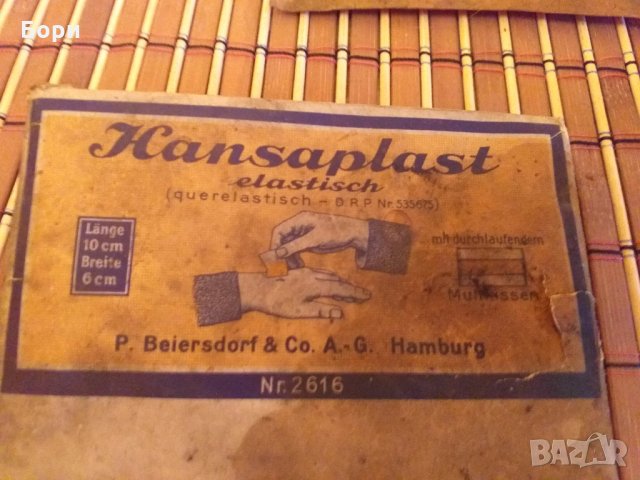 Бори
Hansaplast
elastisch
(querelastisch - D R P Nr. 535675)
Länge
10 cm
Breite
6 cm
mit durchlaufendem
P. Beiersdorf & Co. A.-G. Hamburg
Nr. 2616
BAZAR